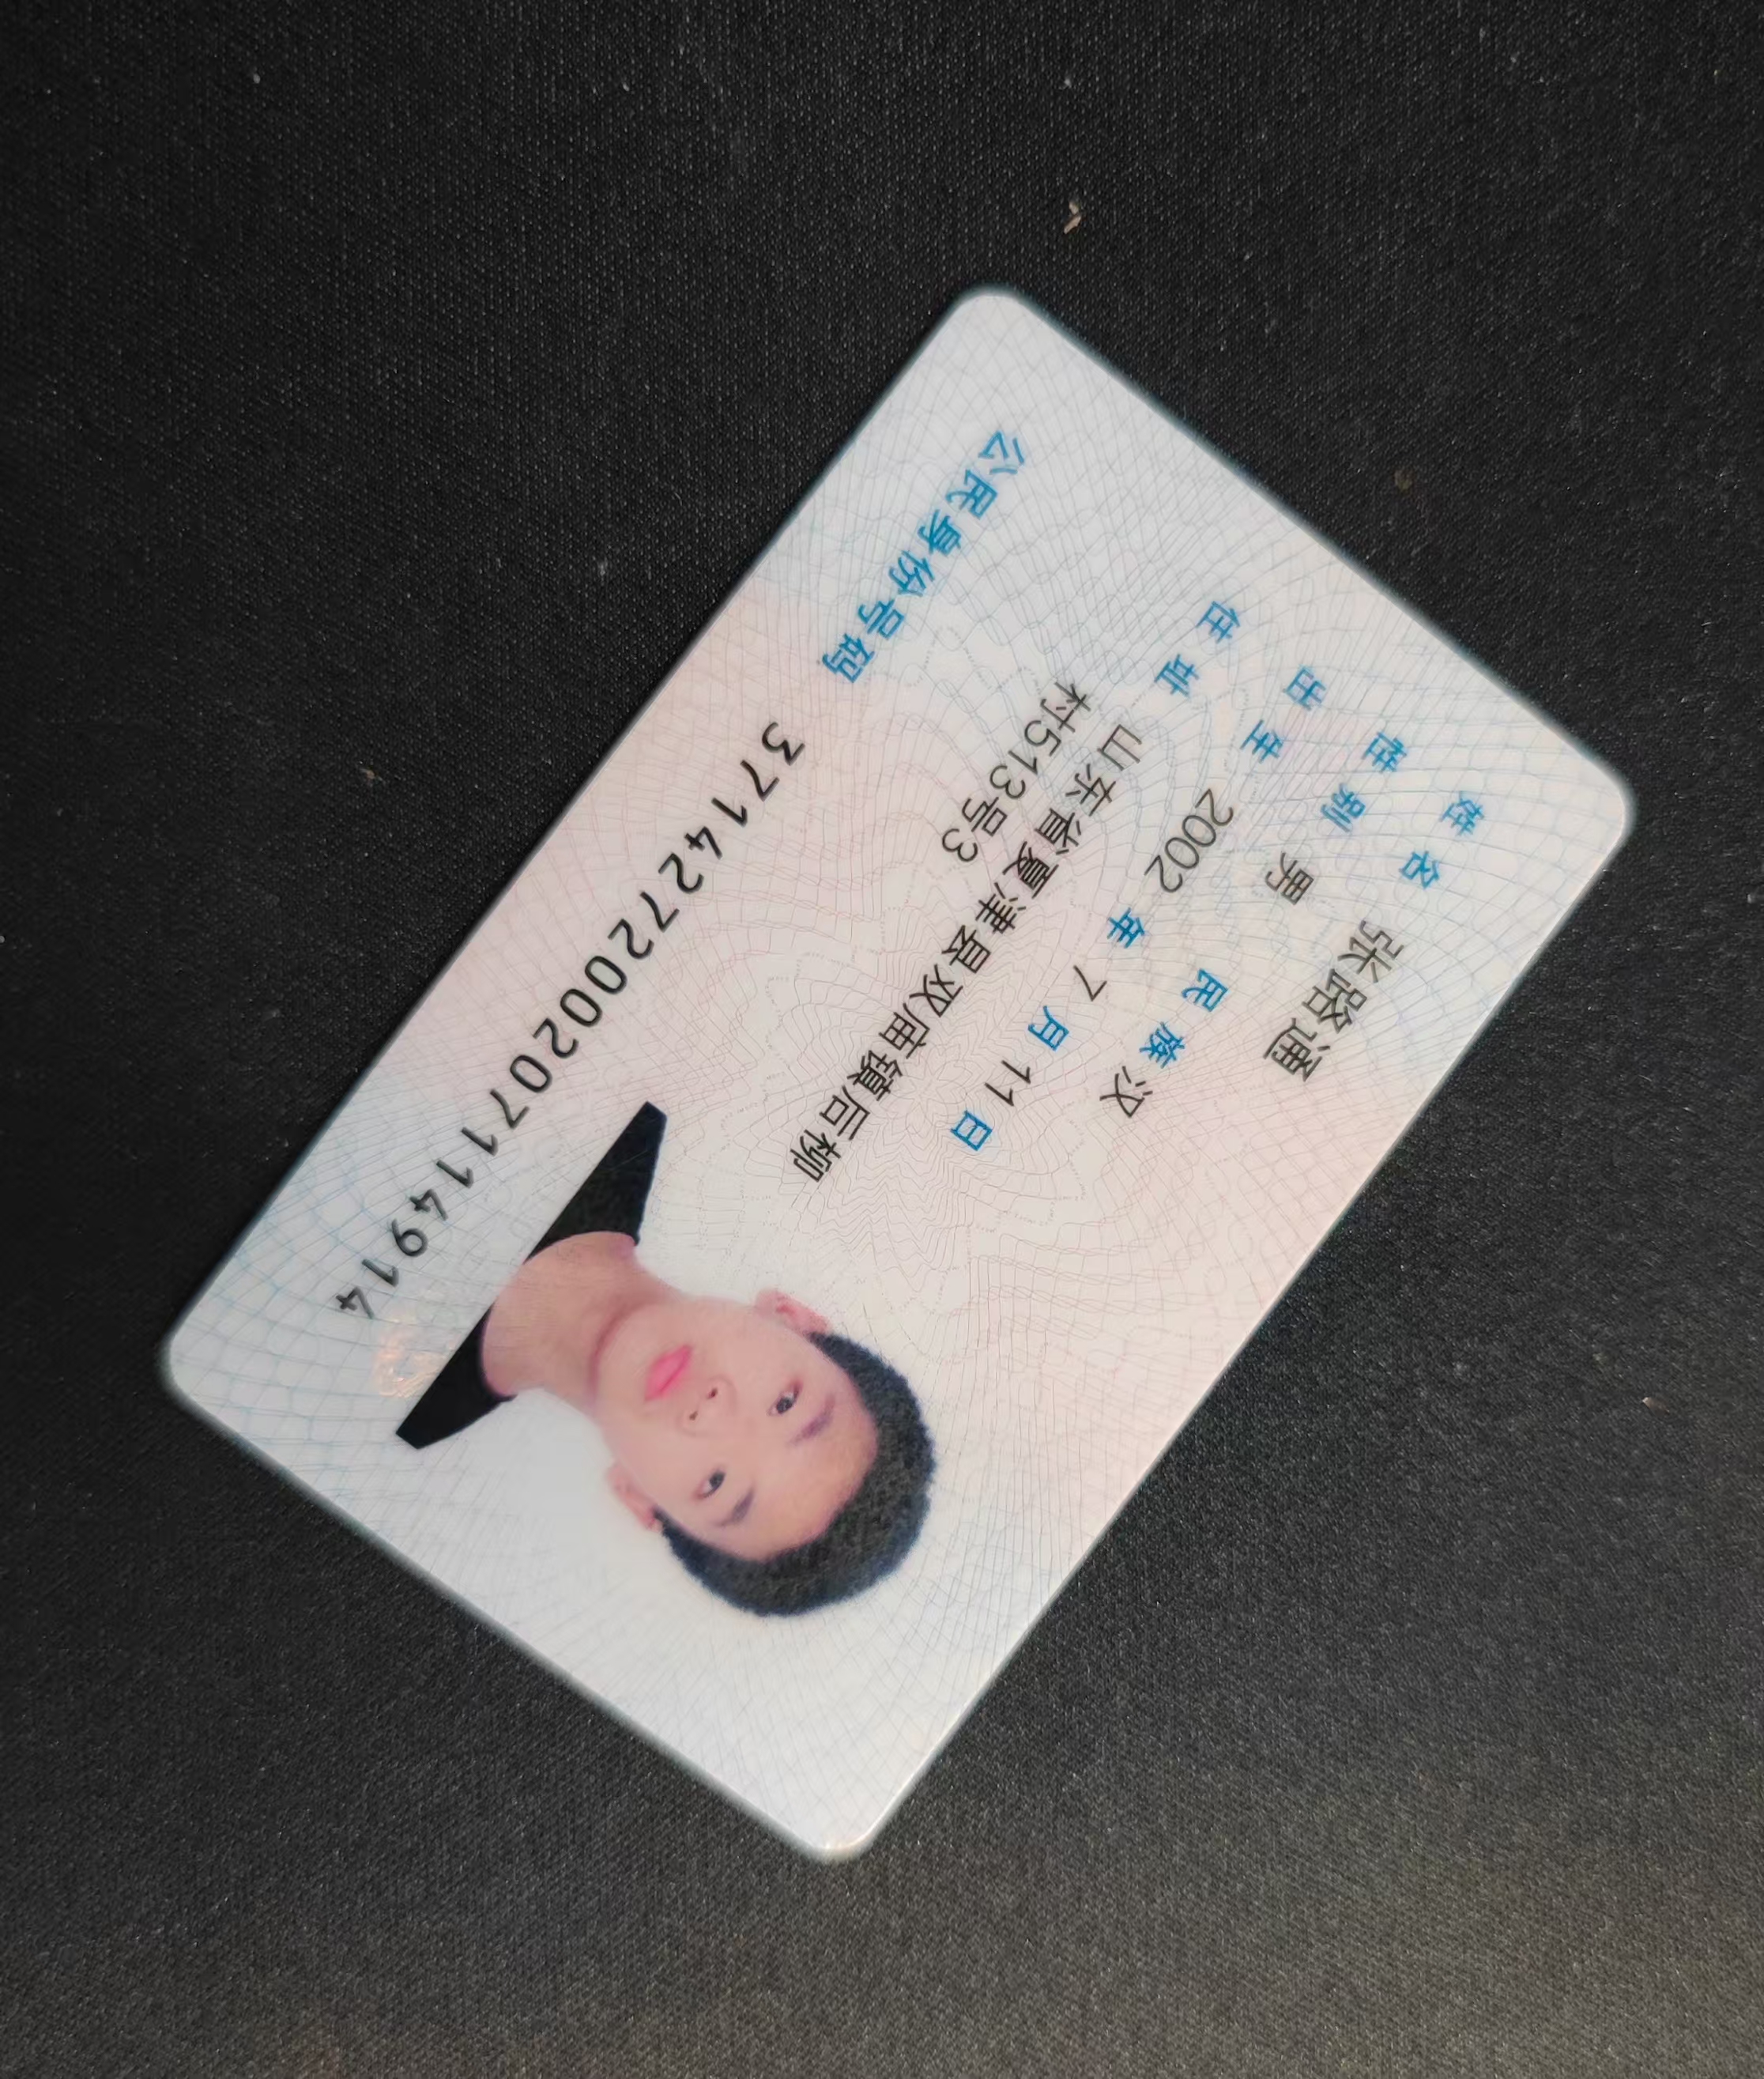 姓名 张路通
性别 男 民族 汉
出生 2002 年 7 月 11 日
住址 山东省夏津县双庙镇后柳
村513号3
公民身份号码 371427200207114914